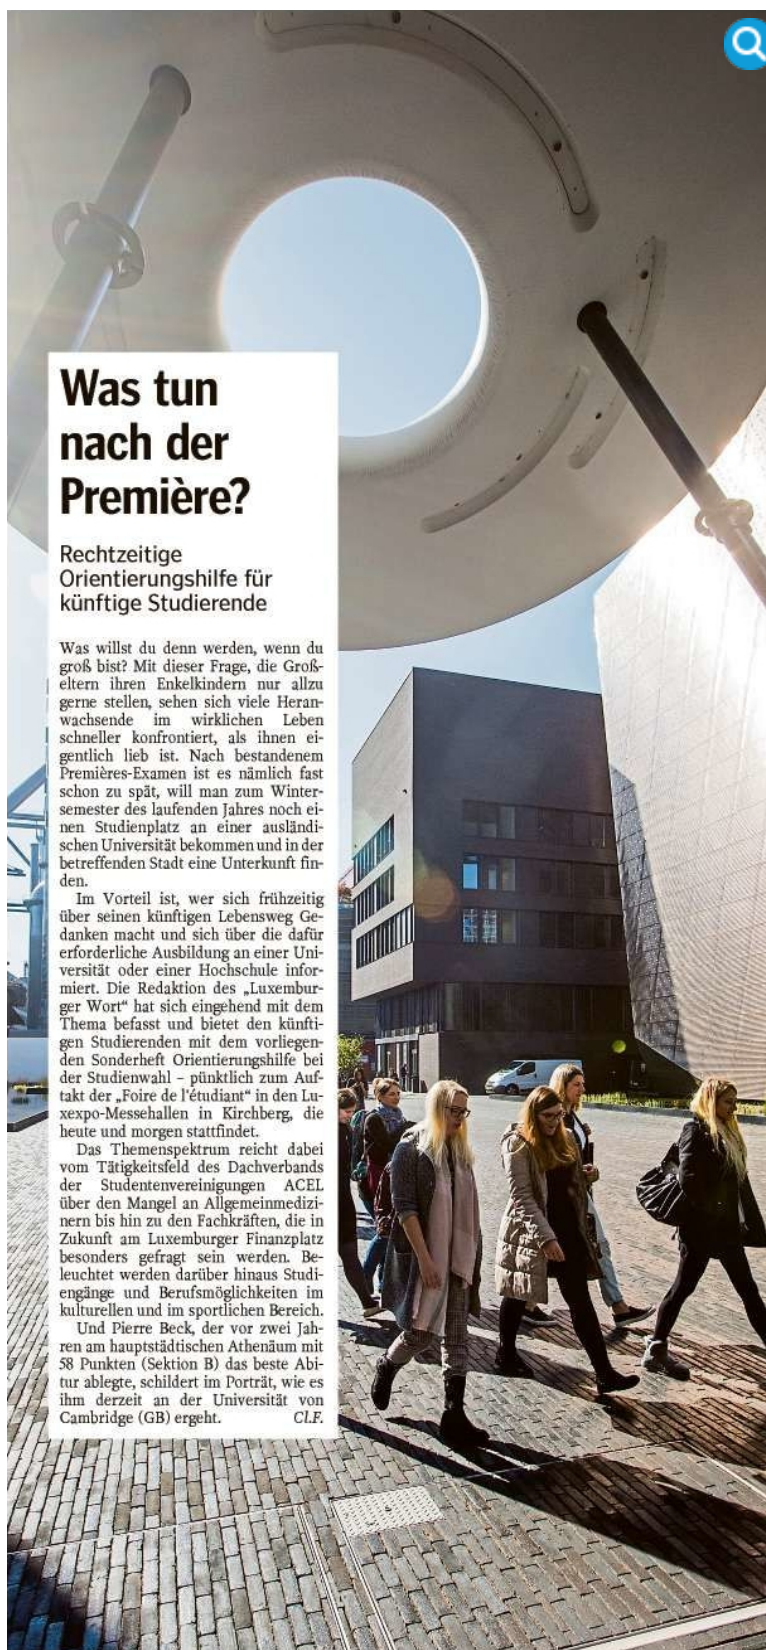 Was tun
nach der
Première?
Rechtzeitige
Orientierungshilfe für
künftige Studierende
Was willst du denn werden, wenn du
groß bist? Mit dieser Frage, die Groß-
eltern ihren Enkelkindern nur allzu
gerne stellen, sehen sich viele Heran-
wachsende im wirklichen Leben
schneller konfrontiert, als ihnen ei-
gentlich lieb ist. Nach bestandenem
Premières-Examen ist es nämlich fast
schon zu spät, will man zum Winter-
semester des laufenden Jahres noch ei-
nen Studienplatz an einer ausländi-
schen Universität bekommen und in der
betreffenden Stadt eine Unterkunft fin-
den.
Im Vorteil ist, wer sich frühzeitig
über seinen künftigen Lebensweg Ge-
danken macht und sich über die dafür
erforderliche Ausbildung an einer Uni-
versität oder einer Hochschule infor-
miert. Die Redaktion des „Luxembur-
ger Wort“ hat sich eingehend mit dem
Thema befasst und bietet den künfti-
gen Studierenden mit dem vorliegen-
den Sonderheft Orientierungshilfe bei
der Studienwahl – pünktlich zum Auf-
takt der „Foire de l'étudiant“ in den Lu-
xexpo-Messehallen in Kirchberg, die
heute und morgen stattfindet.
Das Themenspektrum reicht dabei
vom Tätigkeitsfeld des Dachverbands
der Studentenvereinigungen ACEL
über den Mangel an Allgemeinmedizi-
nern bis hin zu den Fachkräften, die in
Zukunft am Luxemburger Finanzplatz
besonders gefragt sein werden. Be-
leuchtet werden darüber hinaus Studi-
engänge und Berufsmöglichkeiten im
kulturellen und im sportlichen Bereich.
Und Pierre Beck, der vor zwei Jah-
ren am hauptstädtischen Athenäum mit
58 Punkten (Sektion B) das beste Abi-
tur ablegte, schildert im Porträt, wie es
ihm derzeit an der Universität von
Cambridge (GB) ergeht. Cl.F.